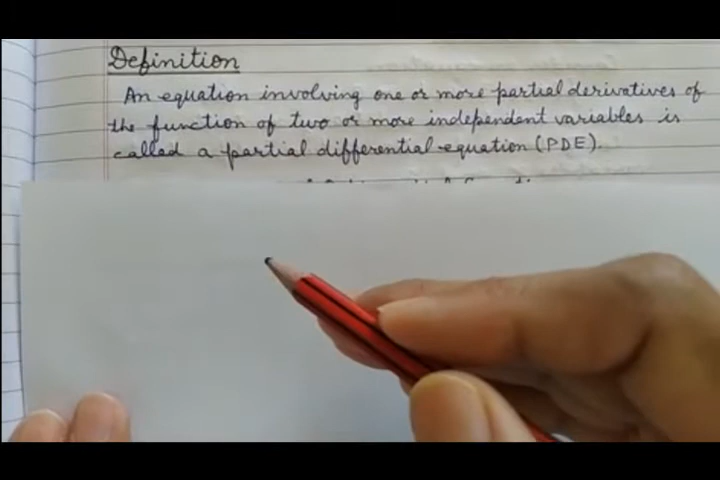 Definition
An equation involving one or more partial derivatives of
the function of two or more independent variables is
called a partial differential equation (PDE).